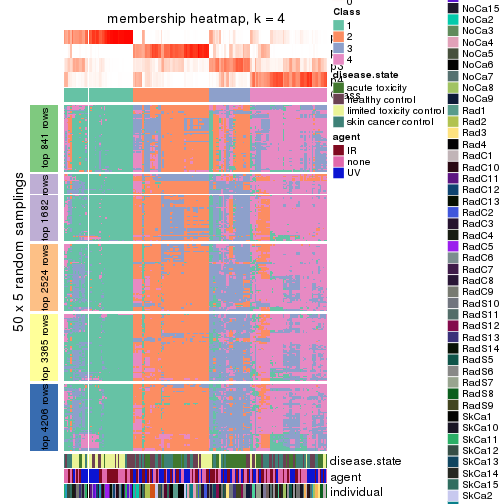 membership heatmap, k = 4
50 x 5 random samplings
top 841 rows
top 1682 rows
top 2524 rows
top 3365 rows
top 4206 rows
disease.state
agent
individual
Class
1
2
3
4
disease.state
acute toxicity
healthy control
limited toxicity control
skin cancer control
agent
IR
none
UV
NoCa15
NoCa2
NoCa3
NoCa4
NoCa5
NoCa6
NoCa7
NoCa8
NoCa9
Rad1
Rad2
Rad3
Rad4
RadC1
RadC10
RadC11
RadC12
RadC13
RadC2
RadC3
RadC4
RadC5
RadC6
RadC7
RadC8
RadC9
RadS10
RadS11
RadS12
RadS13
RadS14
RadS5
RadS6
RadS7
RadS8
RadS9
SkCa1
SkCa10
SkCa11
SkCa12
SkCa13
SkCa14
SkCa15
SkCa2